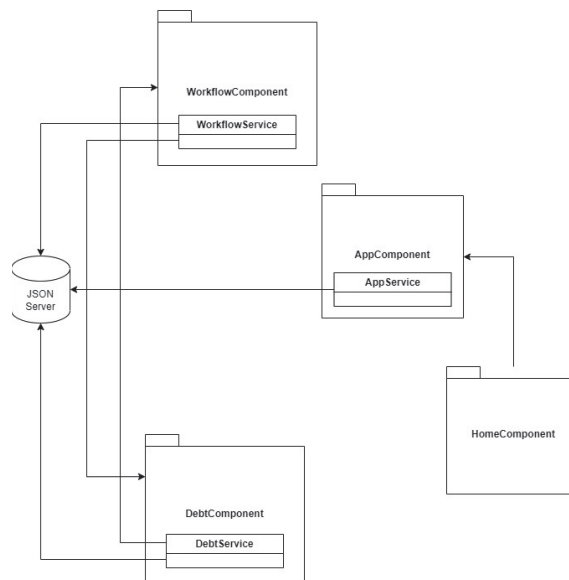 WorkflowComponent
WorkflowService
AppComponent
AppService
JSON
Server
HomeComponent
DebtComponent
DebtService